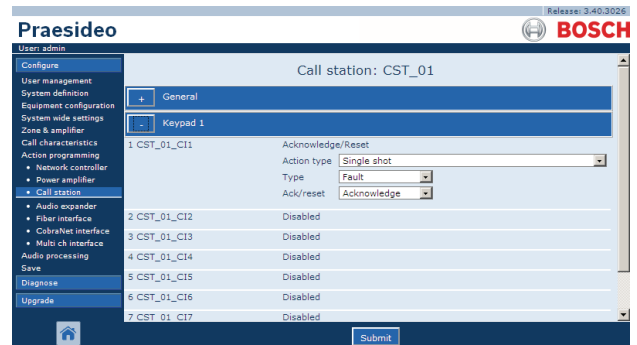 Release: 3.40.3026
Praesideo
BOSCH
User: admin
Configure
User management
System definition
Equipment configuration
System wide settings
Zone & amplifier
Call characteristics
Action programming
• Network controller
• Power amplifier
• Call station
• Audio expander
• Fiber interface
• CobraNet interface
• Multi ch interface
Audio processing
Save
Diagnose
Upgrade
Call station: CST_01
+ General
- Keypad 1
1 CST_01_CI1 Acknowledge/Reset
Action type Single shot
Type Fault
Ack/reset Acknowledge
2 CST_01_CI2 Disabled
3 CST_01_CI3 Disabled
4 CST_01_CI4 Disabled
5 CST_01_CI5 Disabled
6 CST_01_CI6 Disabled
7 CST_01_CI7 Disabled
Submit